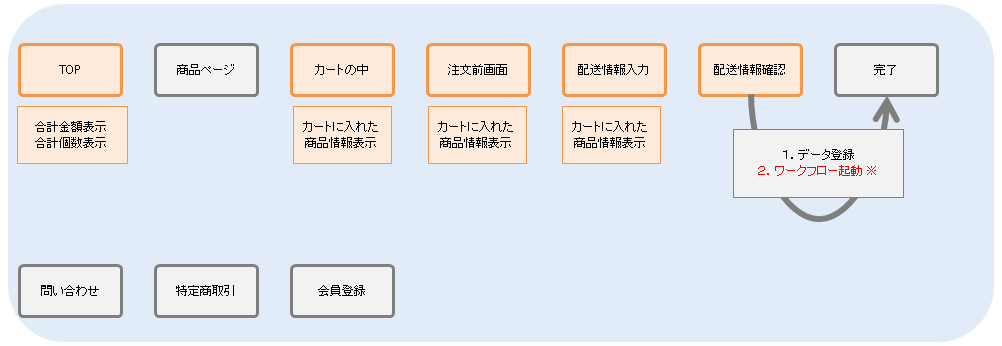 TOP
商品ページ
カートの中
注文前画面
配送情報入力
配送情報確認
完了
合計金額表示
合計個数表示
カートに入れた
商品情報表示
カートに入れた
商品情報表示
カートに入れた
商品情報表示
１．データ登録
２．ワークフロー起動 ※
問い合わせ
特定商取引
会員登録